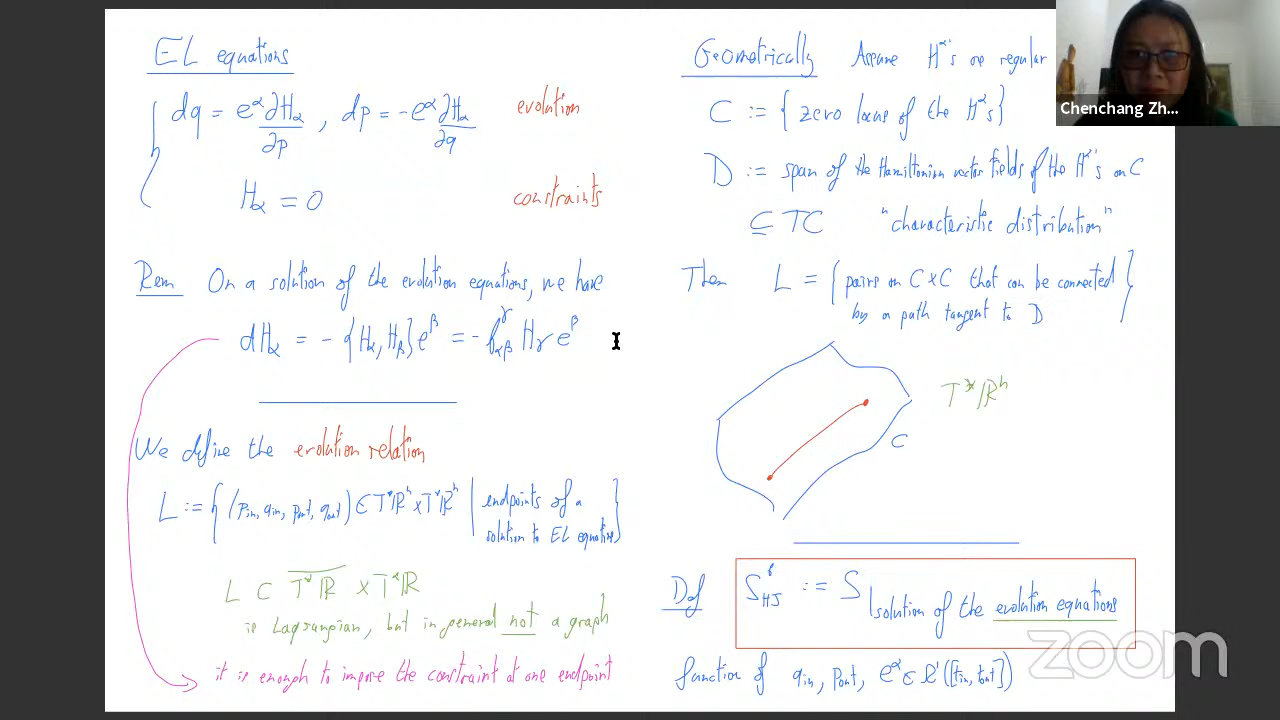 EL equations
dq = e^α ∂H_α/∂p , dp = -e^α ∂H_α/∂q evolution
H_α = 0 constraints
Rem On a solution of the evolution equations, we have
dH_α = - {H_α, H_β} e^β = - f_αβ^γ H_γ e^β
We define the evolution relation
L := { (p_in, q_in, p_out, q_out) ∈ T*ℝ^n × T*ℝ^n | endpoints of a
solution to EL equations }
L ⊂ \overline{T*ℝ} × T*ℝ
is Lagrangian, but in general not a graph
it is enough to impose the constraint at one endpoint
Geometrically Assume H^α's are regular
C := { zero locus of the H^α's }
D := span of the Hamiltonian vector fields of the H^α's on C
⊆ TC "characteristic distribution"
Then L = { pairs on C×C that can be connected
by a path tangent to D }
T*ℝ^n
C
Def S_HJ^f := S | solution of the evolution equations
function of q_in, p_out, e^α ∈ Ω^1([t_in, t_out])
Chenchang Zh...
zoom